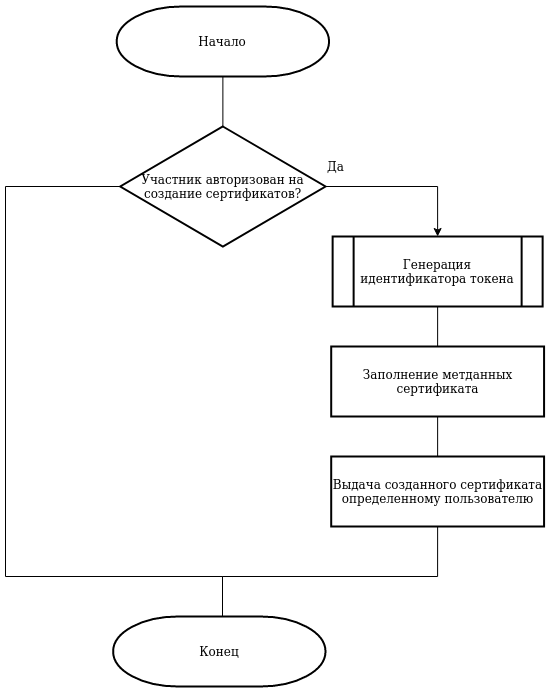 Начало
Да
Участник авторизован на
создание сертификатов?
Генерация
идентификатора токена
Заполнение метданных
сертификата
Выдача созданного сертификата
определенному пользователю
Конец